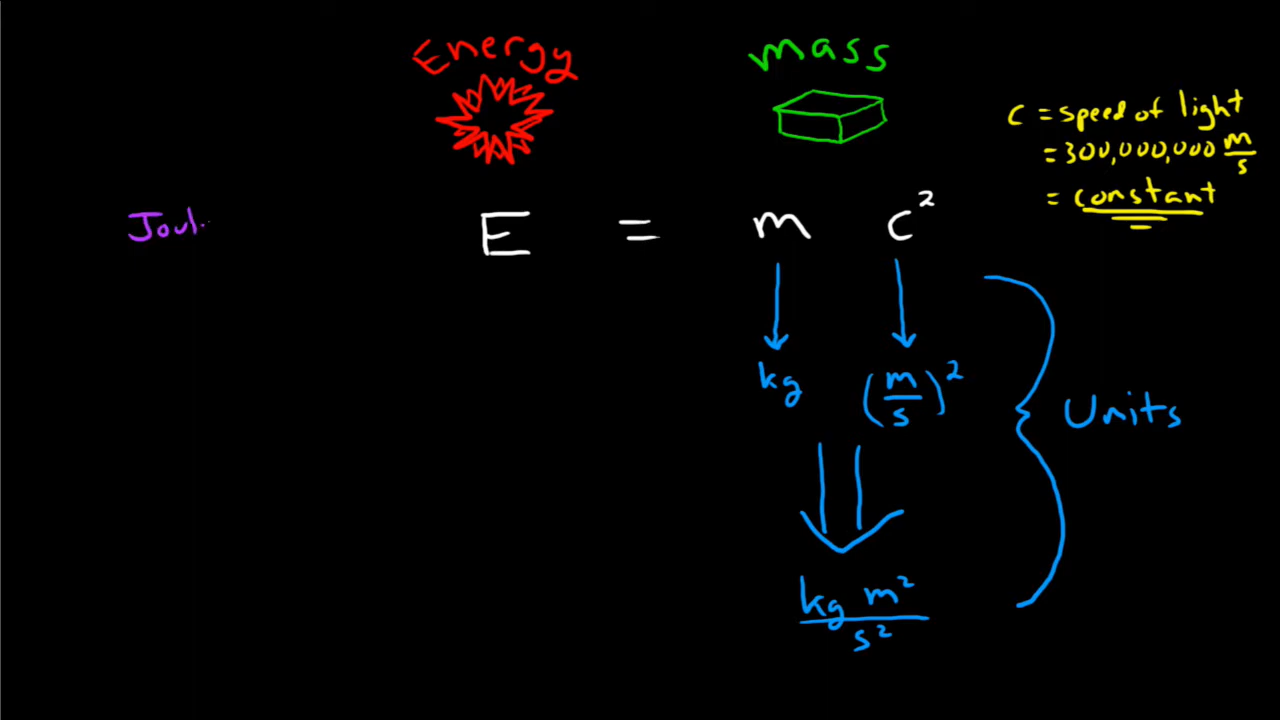 Energy mass
c = speed of light
= 300,000,000 m/s
= constant
Joul
E = m c²
kg (m/s)²
Units
kg m²/s²